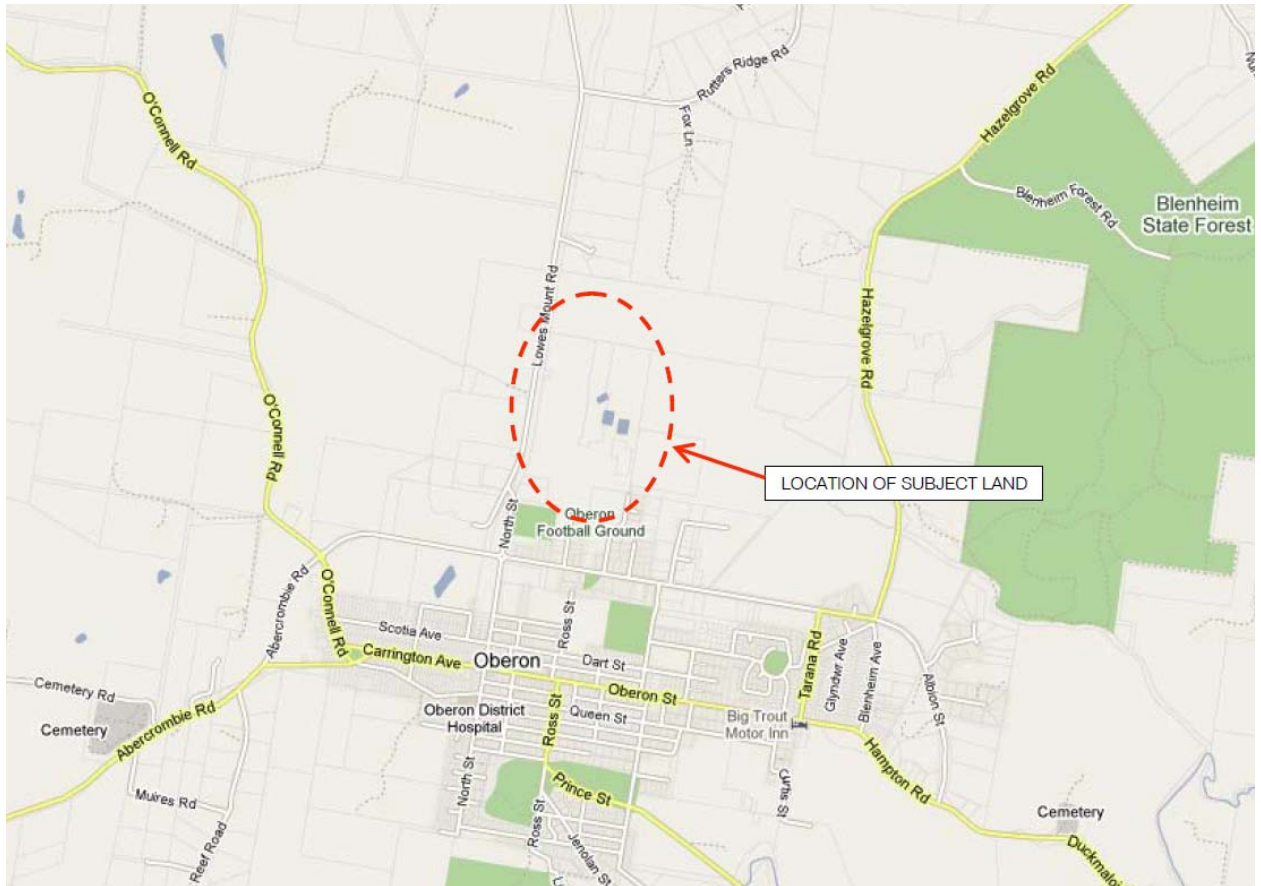 Rutters Ridge Rd
Fox Ln
Hazelgrove Rd
O'Connell Rd
Blenheim Forest Rd
Blenheim
State Forest
Lowes Mount Rd
Hazelgrove Rd
O'Connell Rd
LOCATION OF SUBJECT LAND
North St
Oberon
Football Ground
Abercrombie Rd
O'Connell Rd
Ross St
Scotia Ave
Carrington Ave
Oberon
Dart St
Oberon St
Tarana Rd
Glyndwr Ave
Blenheim Ave
Albion St
Cemetery Rd
Cemetery
Abercrombie Rd
Oberon District
Hospital
Queen St
Ross St
Big Trout
Motor Inn
Hampton Rd
Muires Rd
Reef Road
North St
Prince St
Ross St
Jenolan St
Curtis St
Cemetery
Duckmaloi